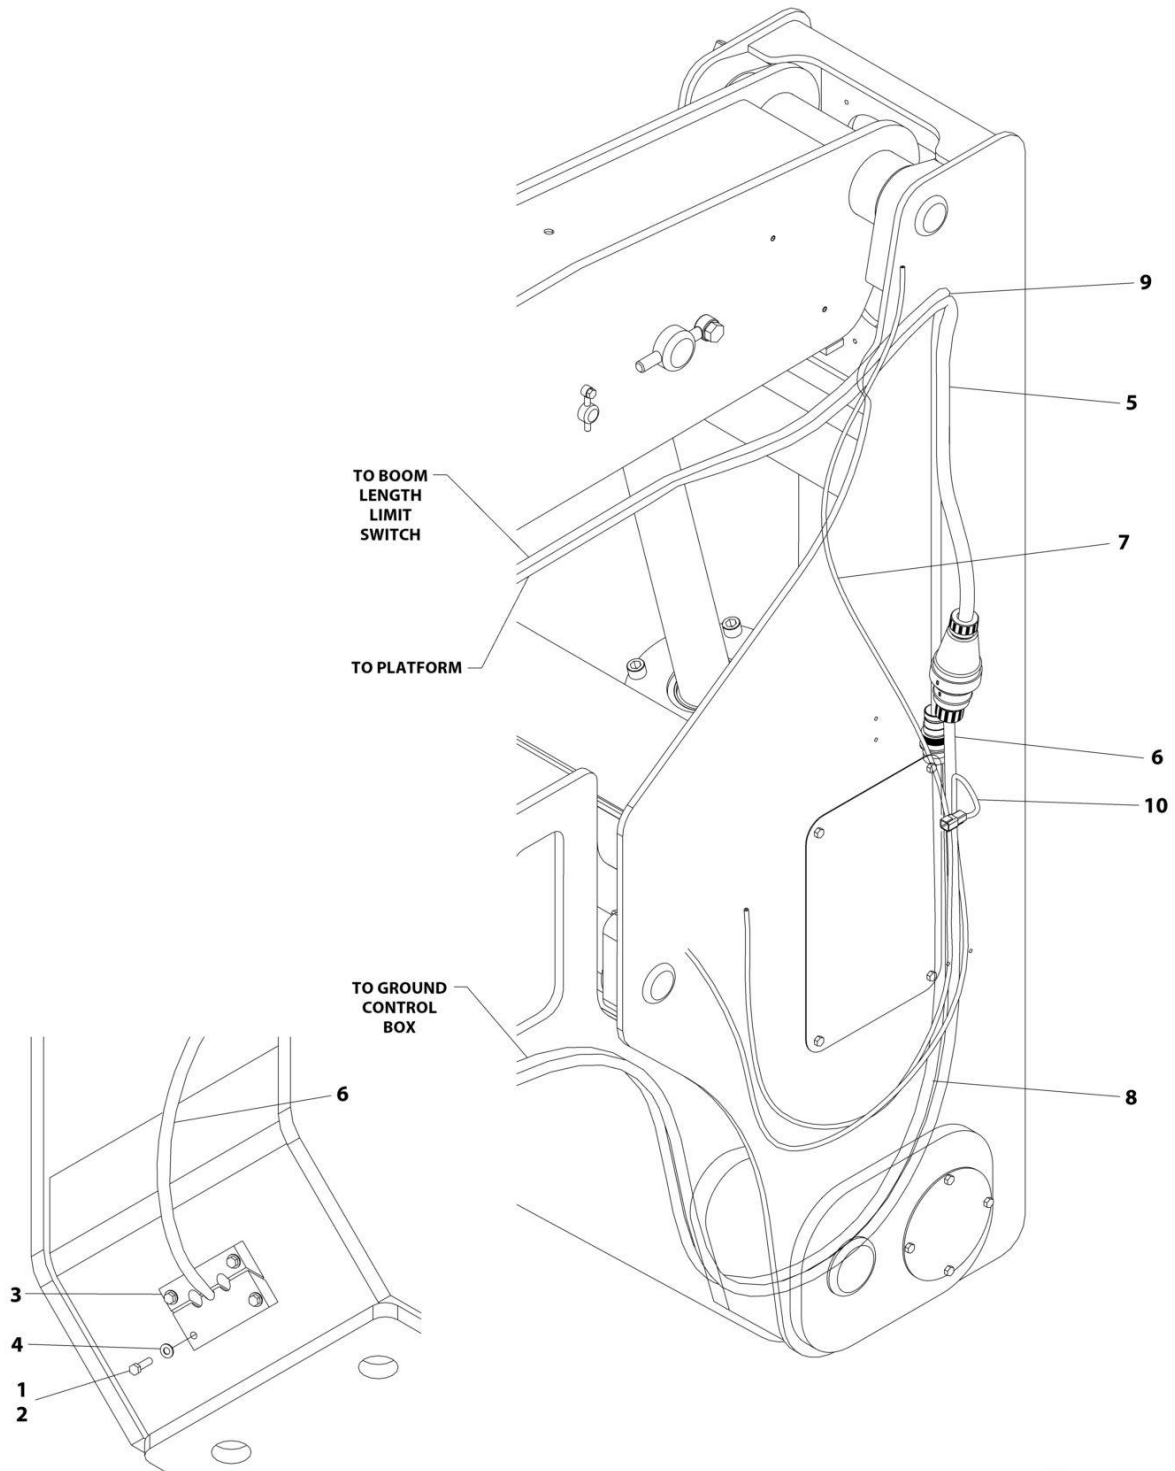 9
5
TO BOOM
LENGTH
LIMIT
SWITCH
7
TO PLATFORM
6
10
TO GROUND
CONTROL
BOX
8
6
3
4
1
2